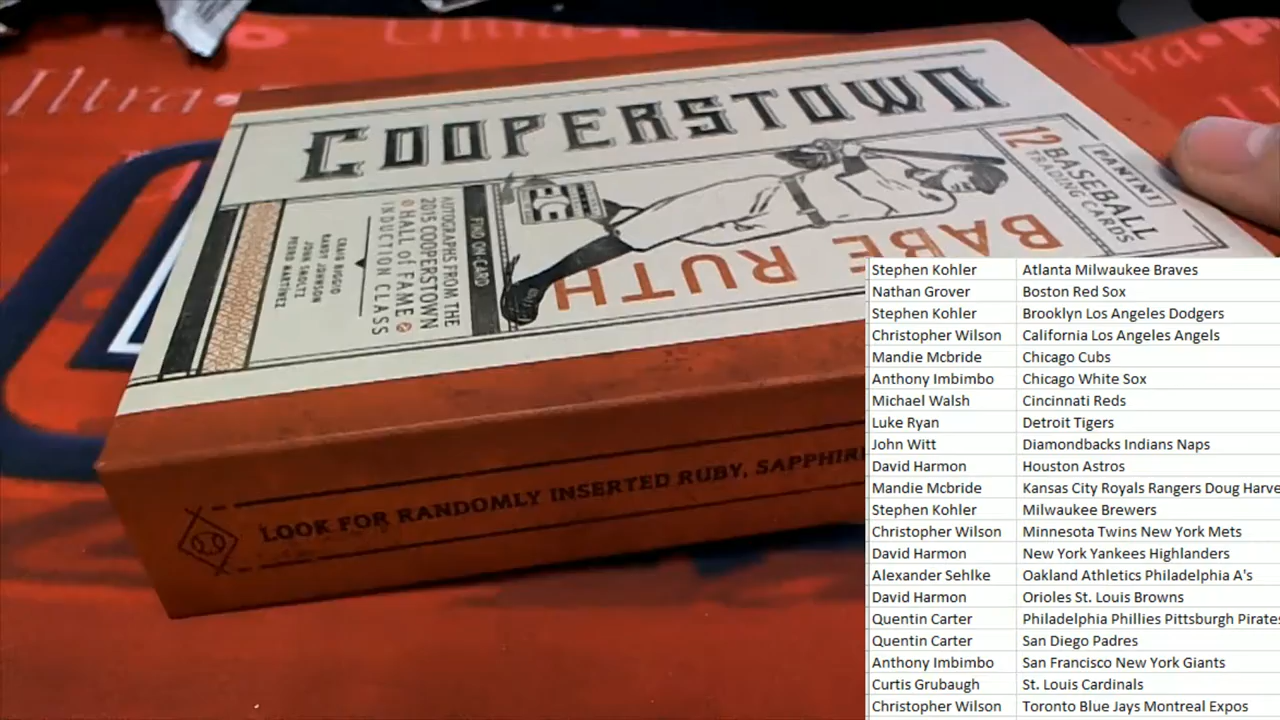 COOPERSTOWN
PANINI
12 BASEBALL
TRADING CARDS
BABE RUTH
FIND ON-CARD
AUTOGRAPHS FROM THE
2015 COOPERSTOWN
HALL of FAME
INDUCTION CLASS
CRAIG BIGGIO
RANDY JOHNSON
JOHN SMOLTZ
PEDRO MARTÍNEZ
LOOK FOR RANDOMLY INSERTED RUBY, SAPPHIR
Ultra
Ultra
Stephen Kohler Atlanta Milwaukee Braves
Nathan Grover Boston Red Sox
Stephen Kohler Brooklyn Los Angeles Dodgers
Christopher Wilson California Los Angeles Angels
Mandie Mcbride Chicago Cubs
Anthony Imbimbo Chicago White Sox
Michael Walsh Cincinnati Reds
Luke Ryan Detroit Tigers
John Witt Diamondbacks Indians Naps
David Harmon Houston Astros
Mandie Mcbride Kansas City Royals Rangers Doug Harve
Stephen Kohler Milwaukee Brewers
Christopher Wilson Minnesota Twins New York Mets
David Harmon New York Yankees Highlanders
Alexander Sehlke Oakland Athletics Philadelphia A's
David Harmon Orioles St. Louis Browns
Quentin Carter Philadelphia Phillies Pittsburgh Pirates
Quentin Carter San Diego Padres
Anthony Imbimbo San Francisco New York Giants
Curtis Grubaugh St. Louis Cardinals
Christopher Wilson Toronto Blue Jays Montreal Expos